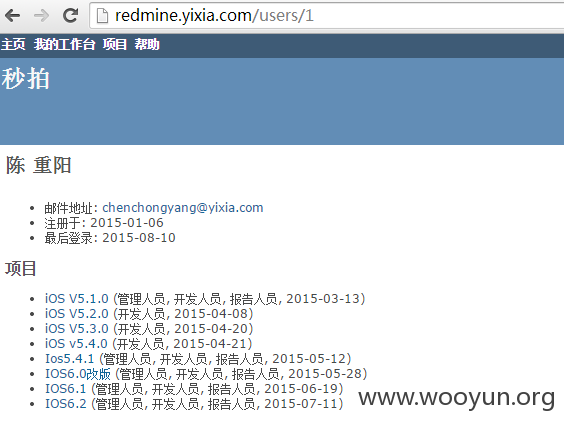 redmine.yixia.com/users/1
主页 我的工作台 项目 帮助
秒拍
陈 重阳
邮件地址: chenchongyang@yixia.com
注册于: 2015-01-06
最后登录: 2015-08-10
项目
iOS V5.1.0 (管理人员, 开发人员, 报告人员, 2015-03-13)
iOS V5.2.0 (开发人员, 2015-04-08)
iOS V5.3.0 (开发人员, 2015-04-20)
iOS v5.4.0 (开发人员, 2015-04-21)
Ios5.4.1 (管理人员, 开发人员, 报告人员, 2015-05-12)
IOS6.0改版 (管理人员, 开发人员, 报告人员, 2015-05-28)
IOS6.1 (管理人员, 开发人员, 报告人员, 2015-06-19)
IOS6.2 (管理人员, 开发人员, 报告人员, 2015-07-11)
www.wooyun.org